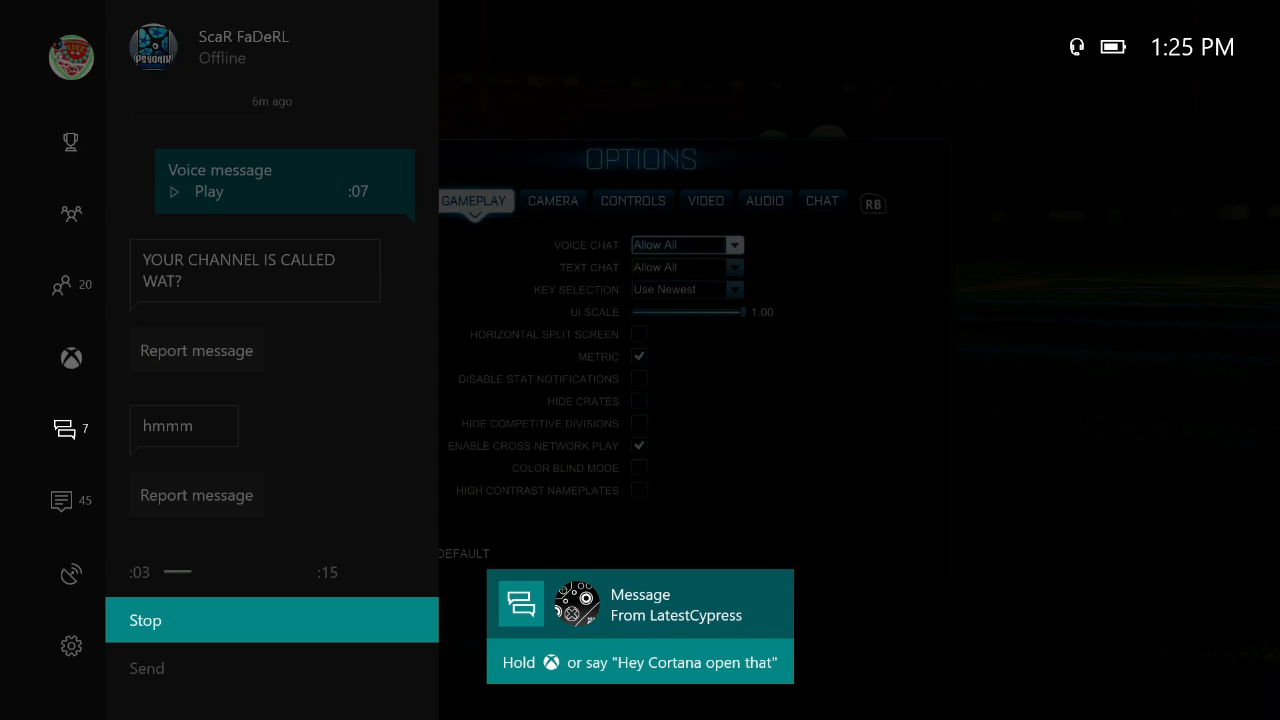 ScaR FaDeRL
Offline
6m ago
Voice message
Play :07
YOUR CHANNEL IS CALLED
WAT?
Report message
hmmm
Report message
:03 :15
Stop
Send
20
7
45
1:25 PM
OPTIONS
GAMEPLAY CAMERA CONTROLS VIDEO AUDIO CHAT RB
VOICE CHAT Allow All
TEXT CHAT Allow All
KEY SELECTION Use Newest
UI SCALE 1.00
HORIZONTAL SPLIT SCREEN
METRIC
DISABLE STAT NOTIFICATIONS
HIDE CRATES
HIDE COMPETITIVE DIVISIONS
ENABLE CROSS-NETWORK PLAY
COLOR BLIND MODE
HIGH CONTRAST NAMEPLATES
DEFAULT
Message
From LatestCypress
Hold or say "Hey Cortana open that"
PSYONIX